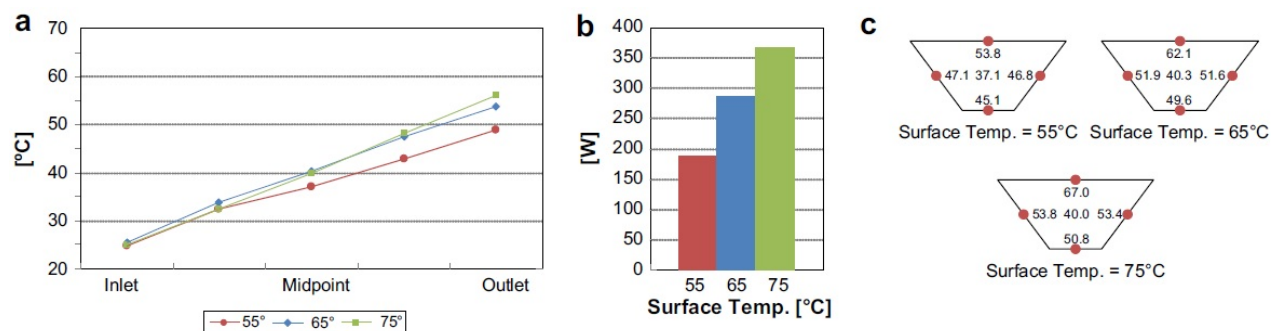 a
[°C]
70
60
50
40
30
20
Inlet
Midpoint
Outlet
55°
65°
75°
b
[W]
400
350
300
250
200
150
100
50
0
55 65 75
Surface Temp. [°C]
c
53.8
47.1 37.1 46.8
45.1
Surface Temp. = 55°C
62.1
51.9 40.3 51.6
49.6
Surface Temp. = 65°C
67.0
53.8 40.0 53.4
50.8
Surface Temp. = 75°C